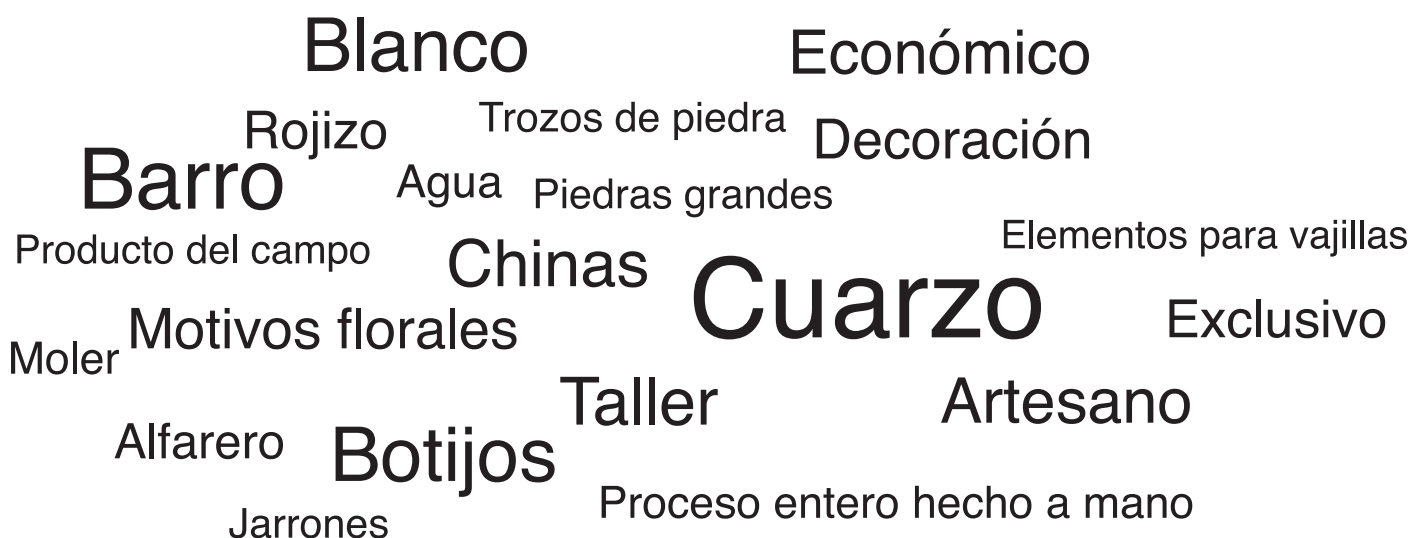 Blanco
Económico
Rojizo
Trozos de piedra
Decoración
Barro
Agua
Piedras grandes
Producto del campo
Chinas
Elementos para vajillas
Cuarzo
Motivos florales
Exclusivo
Moler
Taller
Artesano
Alfarero
Botijos
Proceso entero hecho a mano
Jarrones